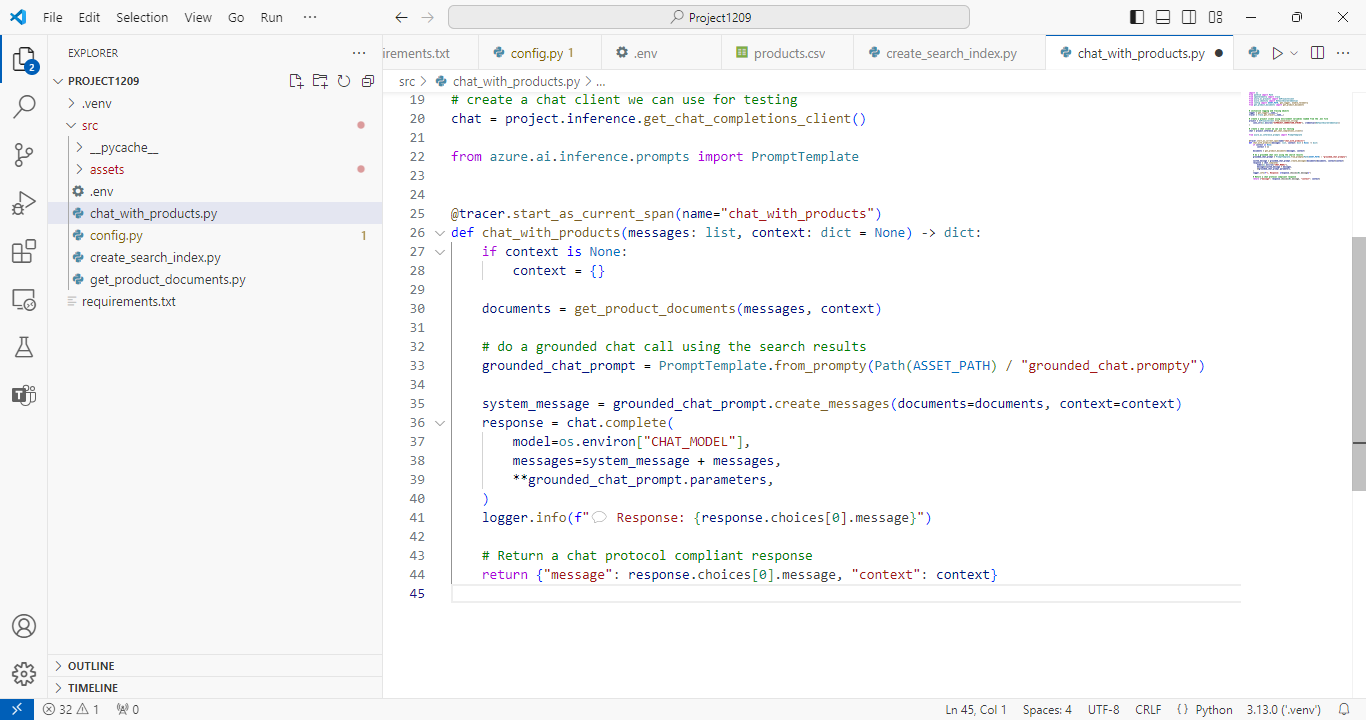 File Edit Selection View Go Run ···
Project1209
EXPLORER
PROJECT1209
.venv
src
__pycache__
assets
.env
chat_with_products.py
config.py 1
create_search_index.py
get_product_documents.py
requirements.txt
OUTLINE
TIMELINE
irements.txt config.py 1 .env products.csv create_search_index.py chat_with_products.py
src > chat_with_products.py > ...
19 # create a chat client we can use for testing
20 chat = project.inference.get_chat_completions_client()
21
22 from azure.ai.inference.prompts import PromptTemplate
23
24
25 @tracer.start_as_current_span(name="chat_with_products")
26 def chat_with_products(messages: list, context: dict = None) -> dict:
27 if context is None:
28 context = {}
29
30 documents = get_product_documents(messages, context)
31
32 # do a grounded chat call using the search results
33 grounded_chat_prompt = PromptTemplate.from_prompty(Path(ASSET_PATH) / "grounded_chat.prompty")
34
35 system_message = grounded_chat_prompt.create_messages(documents=documents, context=context)
36 response = chat.complete(
37 model=os.environ["CHAT_MODEL"],
38 messages=system_message + messages,
39 **grounded_chat_prompt.parameters,
40 )
41 logger.info(f"💬 Response: {response.choices[0].message}")
42
43 # Return a chat protocol compliant response
44 return {"message": response.choices[0].message, "context": context}
45
2
32 1 0
Ln 45, Col 1 Spaces: 4 UTF-8 CRLF {} Python 3.13.0 ('.venv')